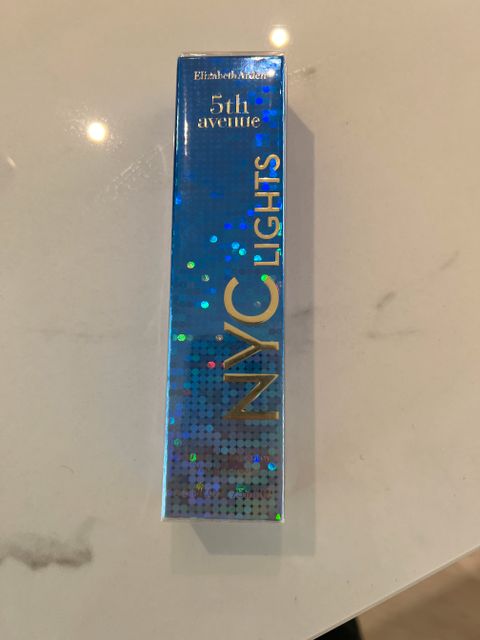 Elizabeth Arden
5th
avenue
NYC LIGHTS